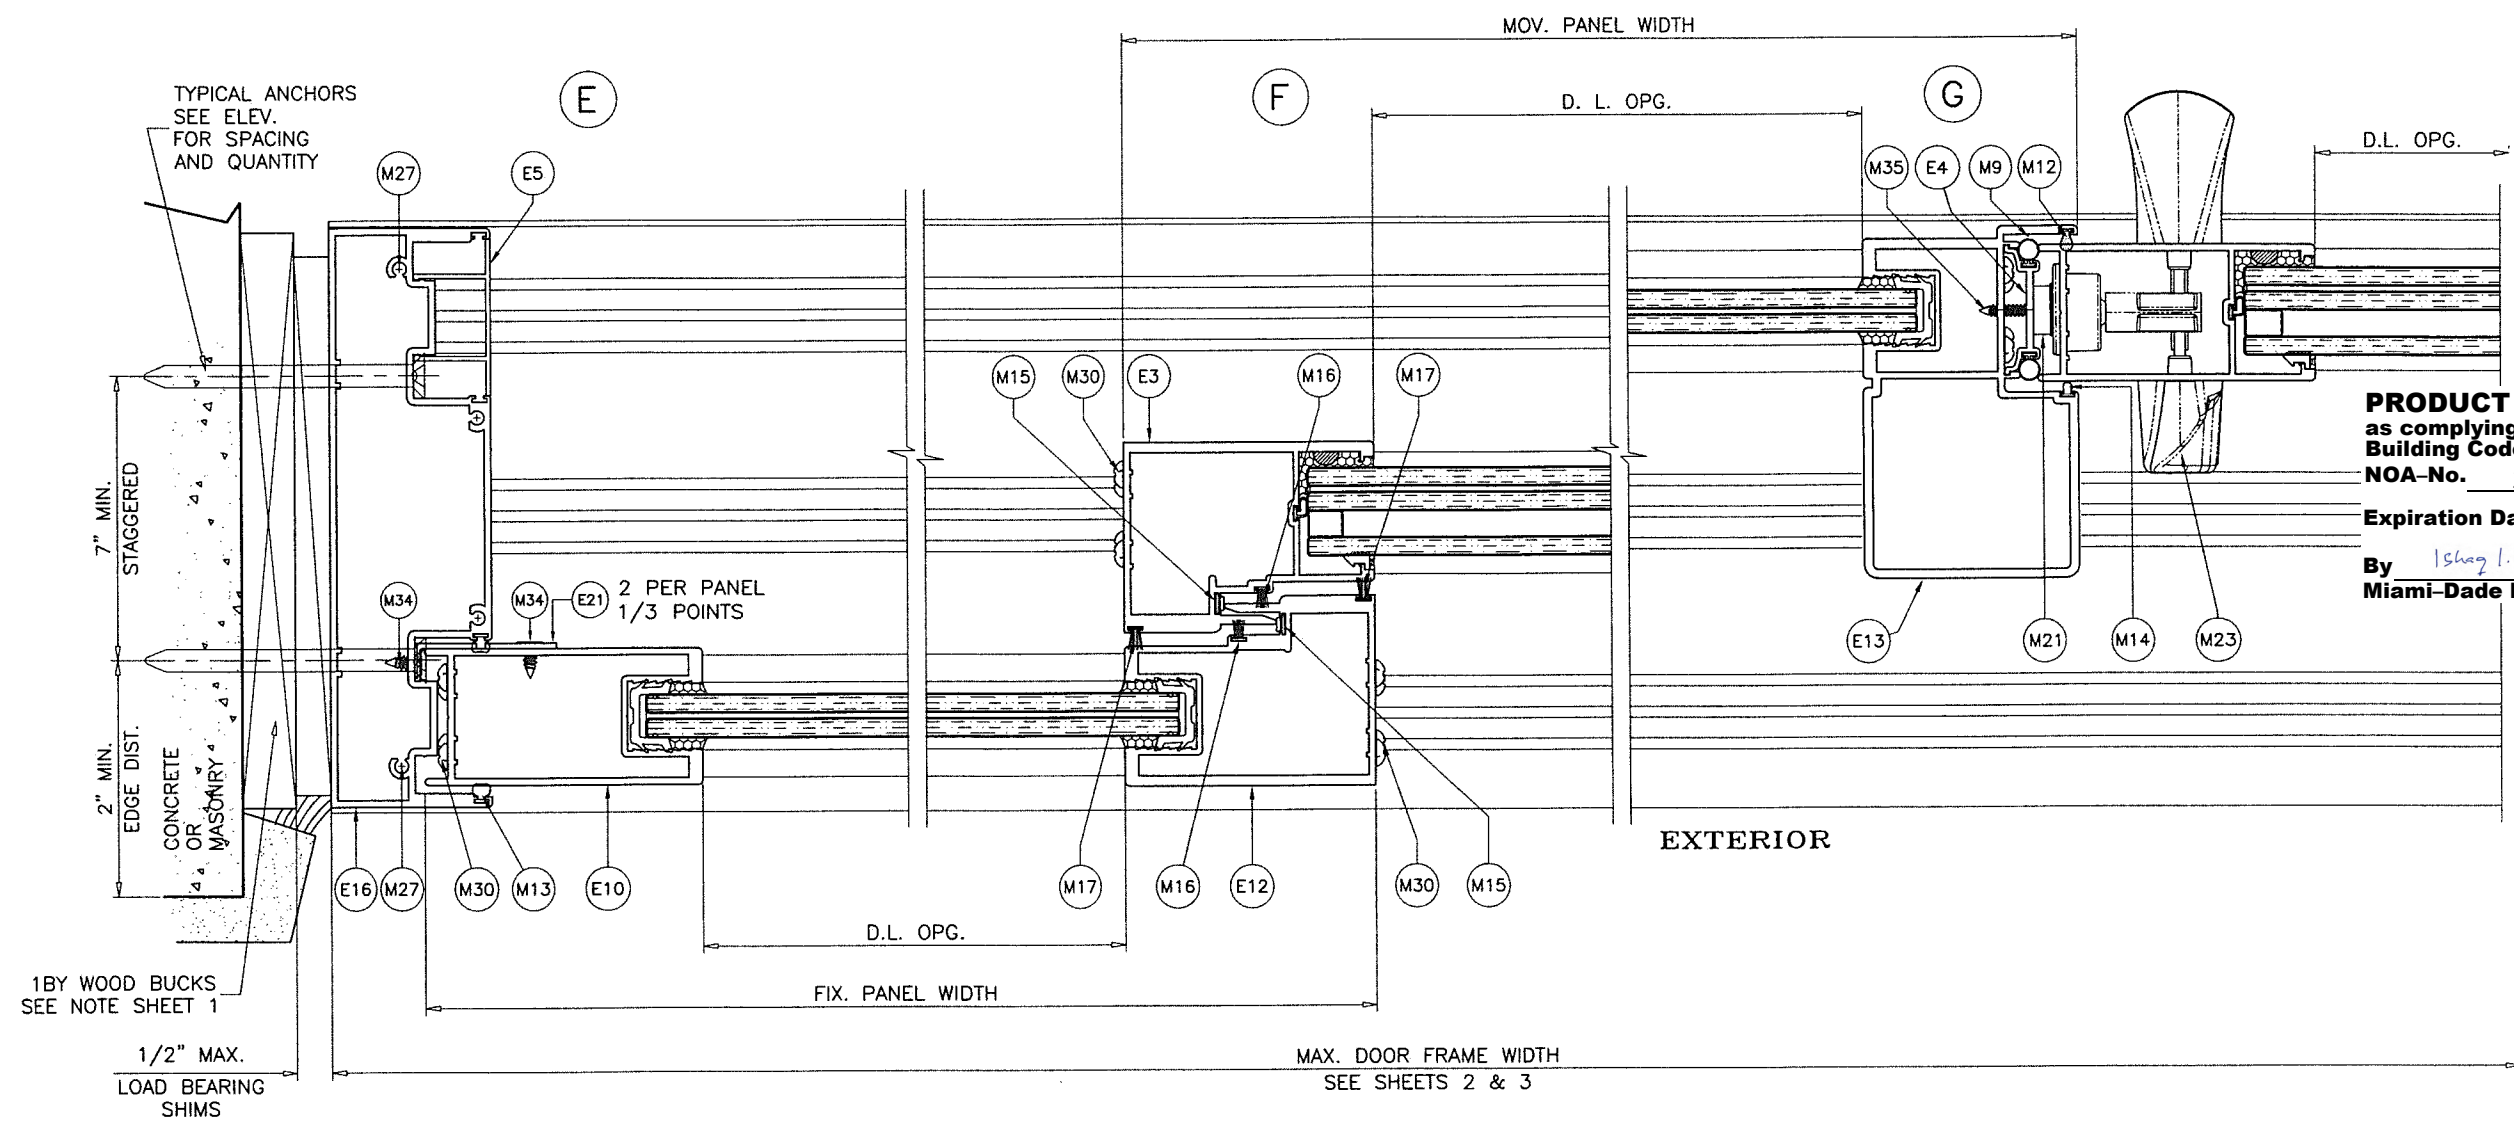 MOV. PANEL WIDTH
TYPICAL ANCHORS
SEE ELEV.
FOR SPACING
AND QUANTITY
E
F
D. L. OPG.
G
D.L. OPG.
M27
E5
M35
E4
M9
M12
M15
M30
E3
M16
M17
PRODUCT
as complying
Building Code
NOA–No.
Expiration Da
By Ishaq I.
Miami–Dade
7" MIN.
STAGGERED
M34
M34
E21
2 PER PANEL
1/3 POINTS
E13
M21
M14
M23
2" MIN.
EDGE DIST.
CONCRETE
OR
MASONRY
EXTERIOR
E16
M27
M30
M13
E10
M17
M16
E12
M30
M15
D.L. OPG.
1BY WOOD BUCKS
SEE NOTE SHEET 1
FIX. PANEL WIDTH
1/2" MAX.
LOAD BEARING
SHIMS
MAX. DOOR FRAME WIDTH
SEE SHEETS 2 & 3